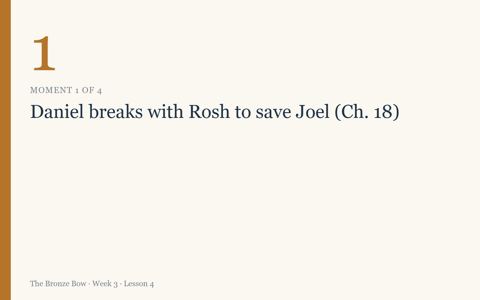 1
MOMENT 1 OF 4
Daniel breaks with Rosh to save Joel (Ch. 18)
The Bronze Bow · Week 3 · Lesson 4